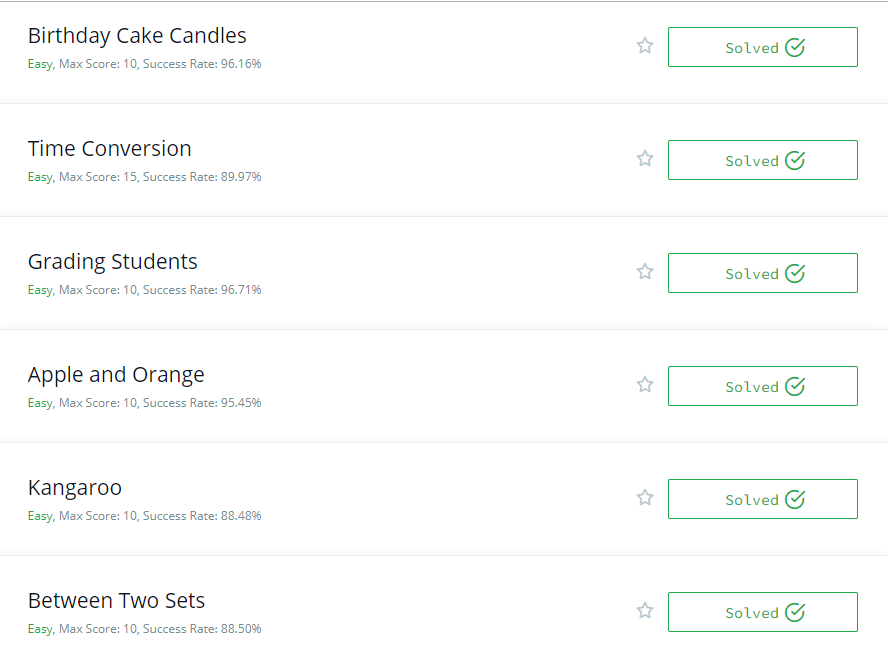 Birthday Cake Candles
Easy, Max Score: 10, Success Rate: 96.16%
Solved
Time Conversion
Easy, Max Score: 15, Success Rate: 89.97%
Solved
Grading Students
Easy, Max Score: 10, Success Rate: 96.71%
Solved
Apple and Orange
Easy, Max Score: 10, Success Rate: 95.45%
Solved
Kangaroo
Easy, Max Score: 10, Success Rate: 88.48%
Solved
Between Two Sets
Easy, Max Score: 10, Success Rate: 88.50%
Solved